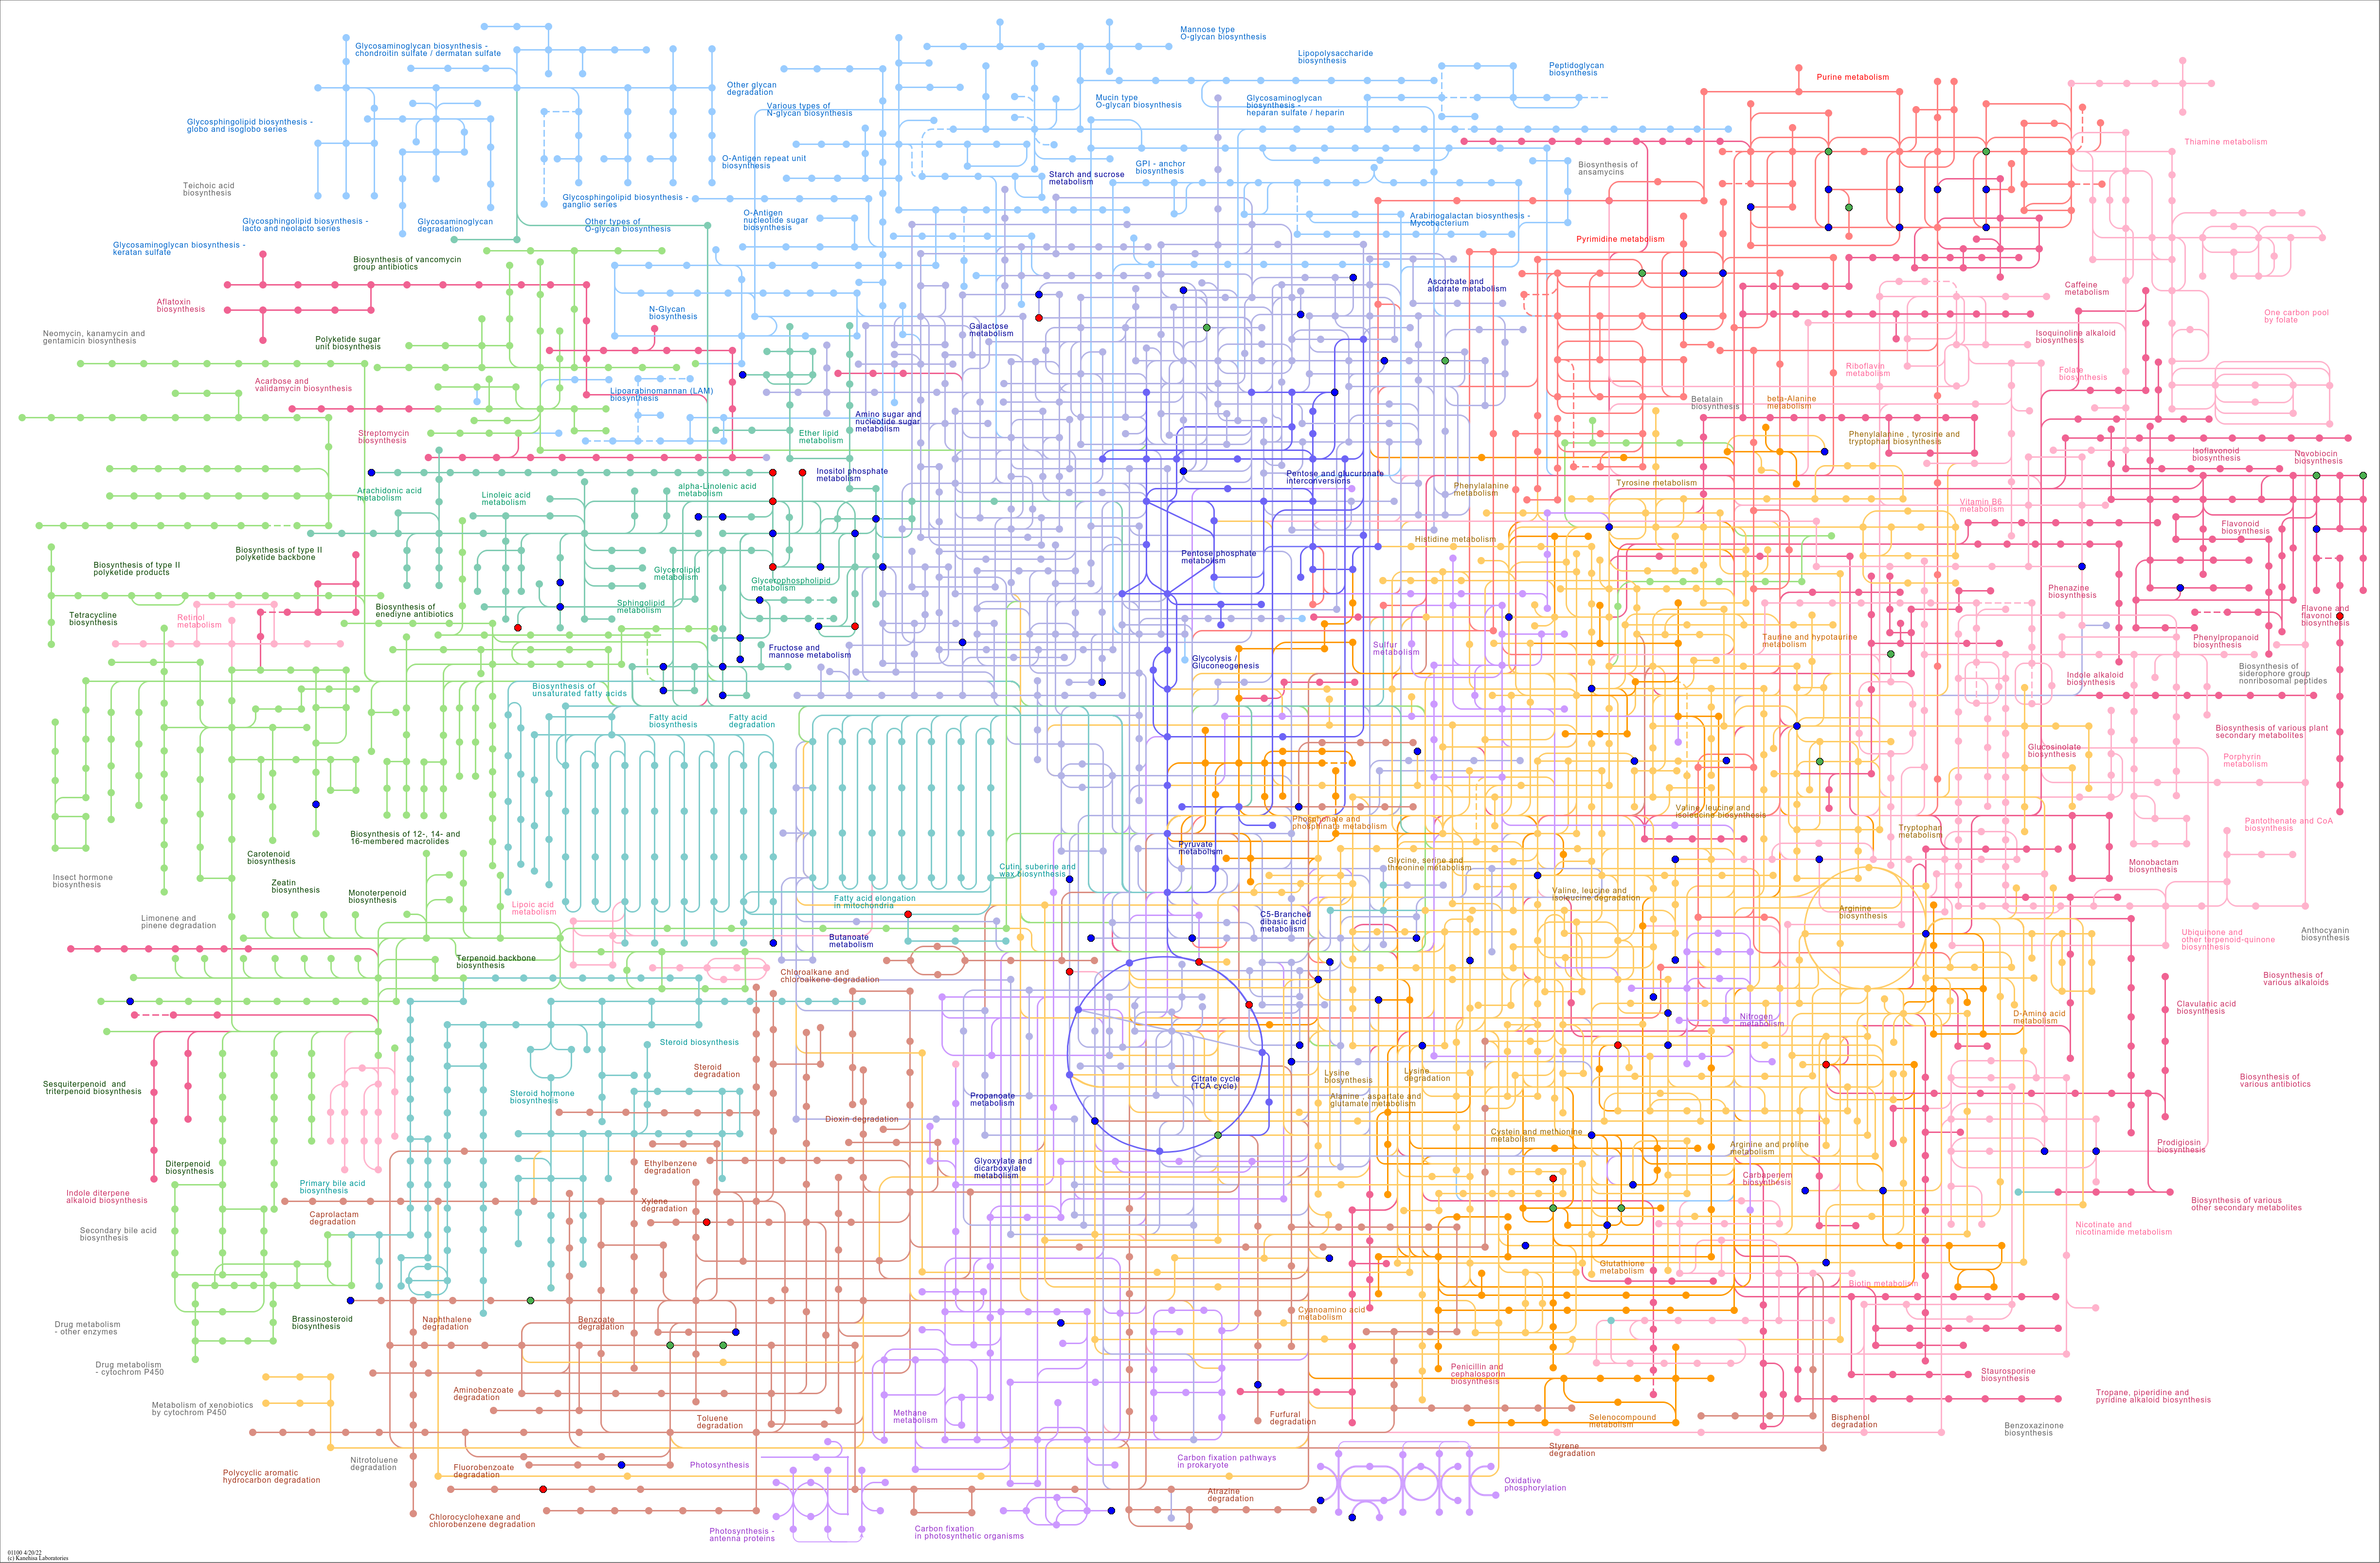 Glycosaminoglycan biosynthesis -
chondroitin sulfate / dermatan sulfate
Mannose type
O-glycan biosynthesis
Lipopolysaccharide
biosynthesis
Peptidoglycan
biosynthesis
Purine metabolism
Other glycan
degradation
Various types of
N-glycan biosynthesis
Mucin type
O-glycan biosynthesis
Glycosaminoglycan
biosynthesis -
heparan sulfate / heparin
Glycosphingolipid biosynthesis -
globo and isoglobo series
Thiamine metabolism
O-Antigen repeat unit
biosynthesis
GPI - anchor
biosynthesis
Biosynthesis of
ansamycins
Starch and sucrose
metabolism
Teichoic acid
biosynthesis
Glycosphingolipid biosynthesis -
ganglio series
Glycosphingolipid biosynthesis -
lacto and neolacto series
Glycosaminoglycan
degradation
Other types of
O-glycan biosynthesis
O-Antigen
nucleotide sugar
biosynthesis
Arabinogalactan biosynthesis -
Mycobacterium
Glycosaminoglycan biosynthesis -
keratan sulfate
Pyrimidine metabolism
Biosynthesis of vancomycin
group antibiotics
Ascorbate and
aldarate metabolism
Caffeine
metabolism
Aflatoxin
biosynthesis
N-Glycan
biosynthesis
Galactose
metabolism
One carbon pool
by folate
Neomycin, kanamycin and
gentamicin biosynthesis
Polyketide sugar
unit biosynthesis
Isoquinoline alkaloid
biosynthesis
Riboflavin
metabolism
Folate
biosynthesis
Acarbose and
validamycin biosynthesis
Lipoarabinomannan (LAM)
biosynthesis
Betalain
biosynthesis
beta-Alanine
metabolism
Amino sugar and
nucleotide sugar
metabolism
Streptomycin
biosynthesis
Ether lipid
metabolism
Phenylalanine , tyrosine and
tryptophan biosynthesis
Isoflavonoid
biosynthesis
Novobiocin
biosynthesis
Inositol phosphate
metabolism
Pentose and glucuronate
interconversions
Arachidonic acid
metabolism
Linoleic acid
metabolism
alpha-Linolenic acid
metabolism
Phenylalanine
metabolism
Tyrosine metabolism
Vitamin B6
metabolism
Flavonoid
biosynthesis
Histidine metabolism
Biosynthesis of type II
polyketide backbone
Biosynthesis of type II
polyketide products
Pentose phosphate
metabolism
Glycerolipid
metabolism
Glycerophospholipid
metabolism
Phenazine
biosynthesis
Tetracycline
biosynthesis
Retinol
metabolism
Biosynthesis of
enediyne antibiotics
Sphingolipid
metabolism
Flavone and
flavonol
biosynthesis
Taurine and hypotaurine
metabolism
Phenylpropanoid
biosynthesis
Sulfur
metabolism
Fructose and
mannose metabolism
Glycolysis /
Gluconeogenesis
Biosynthesis of
siderophore group
nonribosomal peptides
Indole alkaloid
biosynthesis
Biosynthesis of
unsaturated fatty acids
Fatty acid
biosynthesis
Fatty acid
degradation
Biosynthesis of various plant
secondary metabolites
Glucosinolate
biosynthesis
Porphyrin
metabolism
Valine, leucine and
isoleucine biosynthesis
Phosphonate and
phosphinate metabolism
Pantothenate and CoA
biosynthesis
Tryptophan
metabolism
Biosynthesis of 12-, 14- and
16-membered macrolides
Pyruvate
metabolism
Carotenoid
biosynthesis
Glycine, serine and
threonine metabolism
Monobactam
biosynthesis
Cutin, suberine and
wax biosynthesis
Insect hormone
biosynthesis
Zeatin
biosynthesis
Monoterpenoid
biosynthesis
Valine, leucine and
isoleucine degradation
Fatty acid elongation
in mitochondria
Lipoic acid
metabolism
Arginine
biosynthesis
Limonene and
pinene degradation
C5-Branched
dibasic acid
metabolism
Butanoate
metabolism
Ubiquinone and
other terpenoid-quinone
biosynthesis
Anthocyanin
biosynthesis
Terpenoid backbone
biosynthesis
Chloroalkane and
chloroalkene degradation
Biosynthesis of
various alkaloids
Clavulanic acid
biosynthesis
Nitrogen
metabolism
D-Amino acid
metabolism
Steroid biosynthesis
Steroid
degradation
Lysine
biosynthesis
Lysine
degradation
Citrate cycle
(TCA cycle)
Biosynthesis of
various antibiotics
Sesquiterpenoid and
triterpenoid biosynthesis
Steroid hormone
biosynthesis
Propanoate
metabolism
Alanine , aspartate and
glutamate metabolism
Dioxin degradation
Cystein and methionine
metabolism
Arginine and proline
metabolism
Prodigiosin
biosynthesis
Diterpenoid
biosynthesis
Ethylbenzene
degradation
Glyoxylate and
dicarboxylate
metabolism
Carbapenem
biosynthesis
Primary bile acid
biosynthesis
Indole diterpene
alkaloid biosynthesis
Xylene
degradation
Biosynthesis of various
other secondary metabolites
Caprolactam
degradation
Secondary bile acid
biosynthesis
Nicotinate and
nicotinamide metabolism
Glutathione
metabolism
Biotin metabolism
Cyanoamino acid
metabolism
Brassinosteroid
biosynthesis
Naphthalene
degradation
Benzoate
degradation
Drug metabolism
- other enzymes
Drug metabolism
- cytochrom P450
Penicillin and
cephalosporin
biosynthesis
Staurosporine
biosynthesis
Aminobenzoate
degradation
Tropane, piperidine and
pyridine alkaloid biosynthesis
Metabolism of xenobiotics
by cytochrom P450
Methane
metabolism
Toluene
degradation
Furfural
degradation
Selenocompound
metabolism
Bisphenol
degradation
Benzoxazinone
biosynthesis
Styrene
degradation
Nitrotoluene
degradation
Fluorobenzoate
degradation
Photosynthesis
Carbon fixation pathways
in prokaryote
Polycyclic aromatic
hydrocarbon degradation
Oxidative
phosphorylation
Atrazine
degradation
Chlorocyclohexane and
chlorobenzene degradation
Photosynthesis -
antenna proteins
Carbon fixation
in photosynthetic organisms
01100 4/20/22
(c) Kanehisa Laboratories